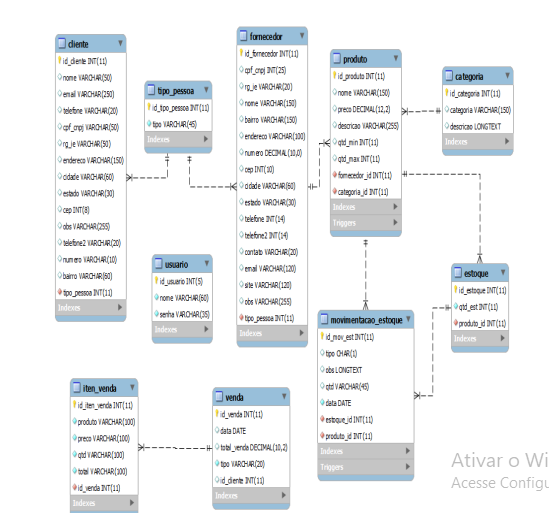 cliente
id_cliente INT(11)
nome VARCHAR(50)
email VARCHAR(250)
telefone VARCHAR(20)
cpf_cnpj VARCHAR(50)
rg_ie VARCHAR(50)
endereco VARCHAR(150)
cidade VARCHAR(60)
estado VARCHAR(30)
cep INT(8)
obs VARCHAR(255)
telefone2 VARCHAR(20)
numero VARCHAR(10)
bairro VARCHAR(60)
tipo_pessoa INT(11)
Indexes
tipo_pessoa
id_tipo_pessoa INT(11)
tipo VARCHAR(45)
Indexes
fornecedor
id_fornecedor INT(11)
cpf_cnpj INT(25)
rg_ie VARCHAR(20)
nome VARCHAR(150)
bairro VARCHAR(150)
endereco VARCHAR(100)
numero DECIMAL(10,0)
cep INT(10)
cidade VARCHAR(60)
estado VARCHAR(30)
telefone INT(14)
telefone2 INT(14)
contato VARCHAR(20)
email VARCHAR(120)
site VARCHAR(120)
obs VARCHAR(255)
tipo_pessoa INT(11)
Indexes
produto
id_produto INT(11)
nome VARCHAR(150)
preco DECIMAL(12,2)
descricao VARCHAR(255)
qtd_min INT(11)
qtd_max INT(11)
fornecedor_id INT(11)
categoria_id INT(11)
Indexes
Triggers
categoria
id_categoria INT(11)
categoria VARCHAR(150)
descricao LONGTEXT
Indexes
usuario
id_usuario INT(5)
nome VARCHAR(60)
senha VARCHAR(35)
Indexes
estoque
id_estoque INT(11)
qtd_est INT(11)
produto_id INT(11)
Indexes
movimentacao_estoque
id_mov_est INT(11)
tipo CHAR(1)
obs LONGTEXT
qtd VARCHAR(45)
data DATE
estoque_id INT(11)
produto_id INT(11)
Indexes
Triggers
iten_venda
id_iten_venda INT(11)
produto VARCHAR(100)
preco VARCHAR(100)
qtd VARCHAR(100)
total VARCHAR(100)
id_venda INT(11)
Indexes
venda
id_venda INT(11)
data DATE
total_venda DECIMAL(10,2)
tipo VARCHAR(20)
id_cliente INT(11)
Indexes
Ativar o Wi
Acesse Configu